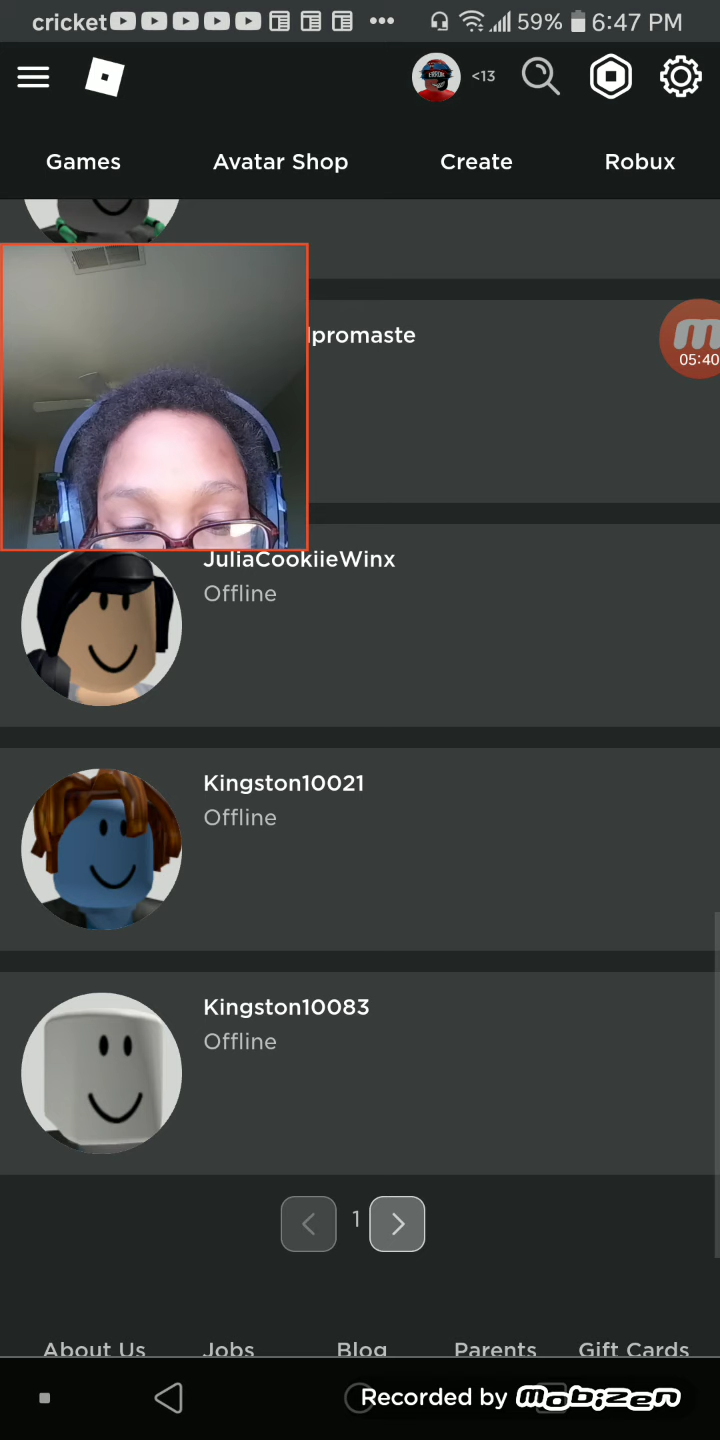 cricket 59% 6:47 PM
<13
Games Avatar Shop Create Robux
lpromaste
05:40
JuliaCookiieWinx
Offline
Kingston10021
Offline
Kingston10083
Offline
1
About Us Jobs Blog Parents Gift Cards
Recorded by mobizen